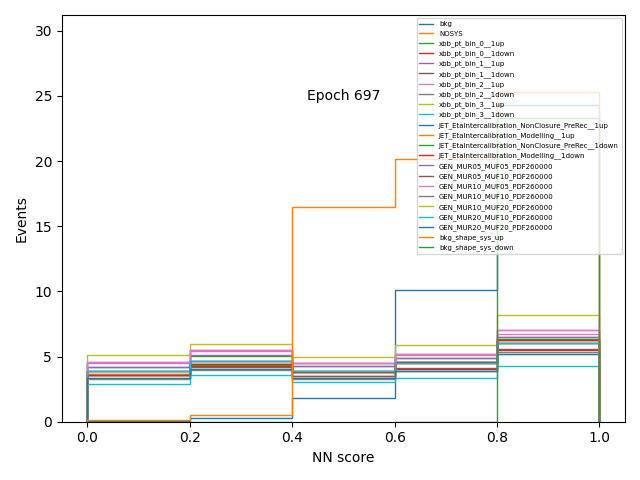 30
25
20
15
10
5
0
Events
Epoch 697
bkg
NOSYS
xbb_pt_bin_0__1up
xbb_pt_bin_0__1down
xbb_pt_bin_1__1up
xbb_pt_bin_1__1down
xbb_pt_bin_2__1up
xbb_pt_bin_2__1down
xbb_pt_bin_3__1up
xbb_pt_bin_3__1down
JET_EtaIntercalibration_NonClosure_PreRec__1up
JET_EtaIntercalibration_Modelling__1up
JET_EtaIntercalibration_NonClosure_PreRec__1down
JET_EtaIntercalibration_Modelling__1down
GEN_MUR05_MUF05_PDF260000
GEN_MUR05_MUF10_PDF260000
GEN_MUR10_MUF05_PDF260000
GEN_MUR10_MUF10_PDF260000
GEN_MUR10_MUF20_PDF260000
GEN_MUR20_MUF10_PDF260000
GEN_MUR20_MUF20_PDF260000
bkg_shape_sys_up
bkg_shape_sys_down
0.0 0.2 0.4 0.6 0.8 1.0
NN score